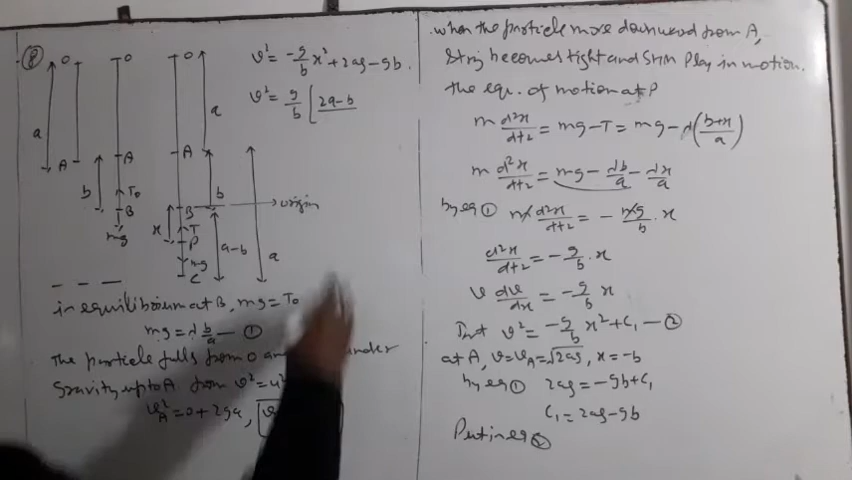 ⑧
O O O
A A A
a a
b b
T₀
B B
mg
x
T
P
mg
C
a-b
a
origin
v² = -g/b x² + 2ag - gb.
v² = g/b [2a-b
in equilibrium at B, mg = T₀
mg = λ b/a — ①
The particle falls from O under
gravity upto A from v² = u²
v_A² = 0 + 2ga,
when the particle move downward from A,
string becomes tight and SHM Play in motion.
the equ. of motion at P
m d²x/dt² = mg - T = mg - λ(b+x/a)
m d²x/dt² = mg - λb/a - λx/a
by eq ① m d²x/dt² = - mg/b . x
d²x/dt² = -g/b . x
v dv/dx = -g/b x
Int v² = -g/b x² + C₁ — ②
at A, v = v_A = √2ag, x = -b
by eq ① 2ag = -gb + C₁
C₁ = 2ag - gb
Put in eq ②